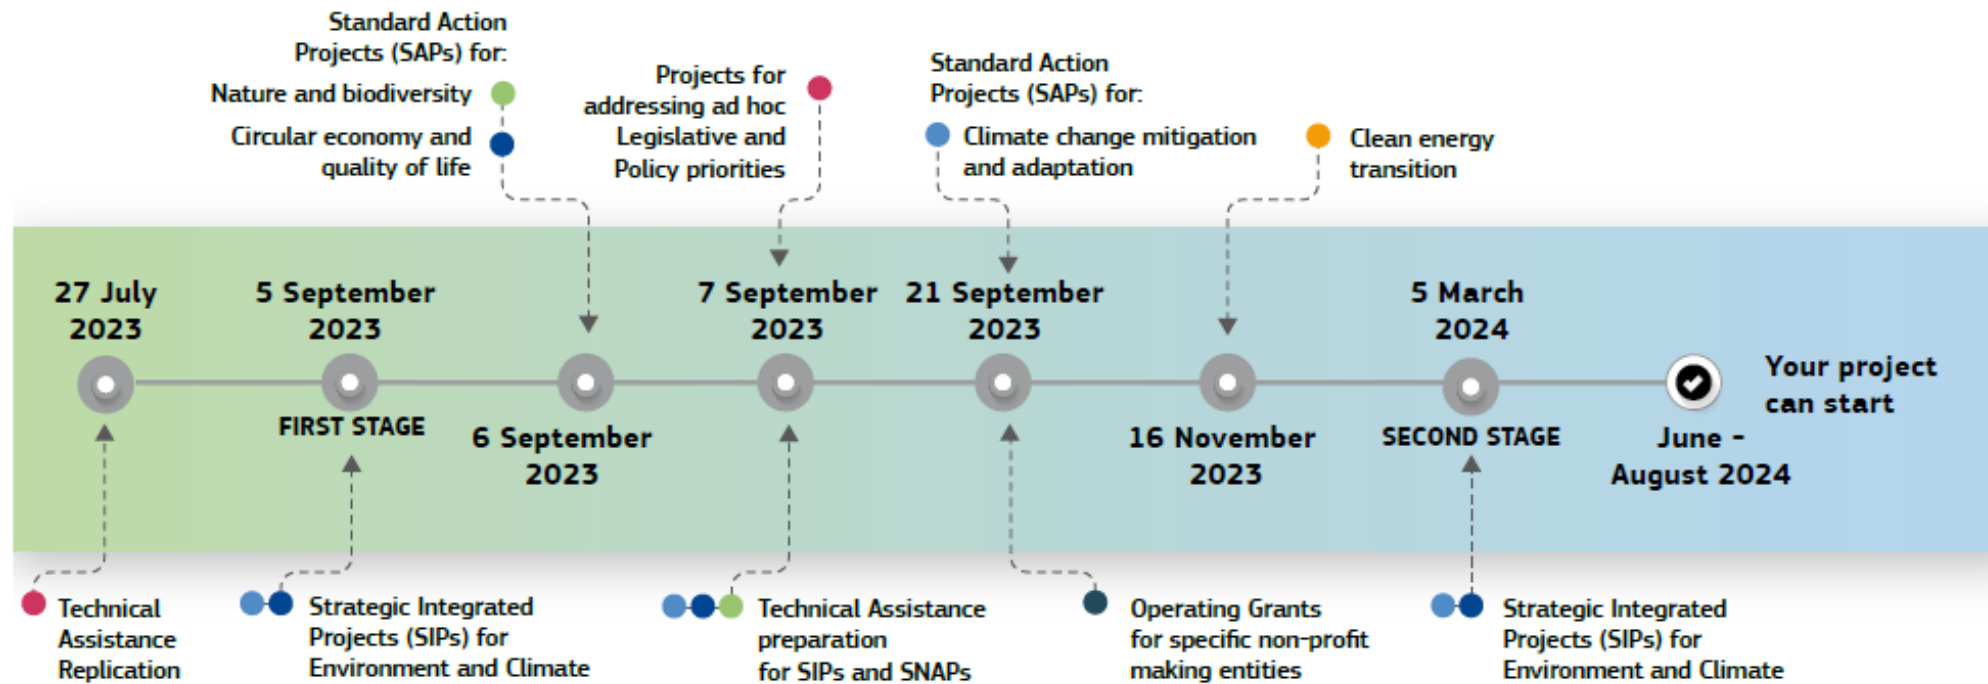 Standard Action
Projects (SAPs) for:
Nature and biodiversity
Circular economy and
quality of life
Projects for
addressing ad hoc
Legislative and
Policy priorities
Standard Action
Projects (SAPs) for:
Climate change mitigation
and adaptation
Clean energy
transition
27 July
2023
5 September
2023
FIRST STAGE
6 September
2023
7 September
2023
21 September
2023
16 November
2023
5 March
2024
SECOND STAGE
June -
August 2024
Your project
can start
Technical
Assistance
Replication
Strategic Integrated
Projects (SIPs) for
Environment and Climate
Technical Assistance
preparation
for SIPs and SNAPs
Operating Grants
for specific non-profit
making entities
Strategic Integrated
Projects (SIPs) for
Environment and Climate